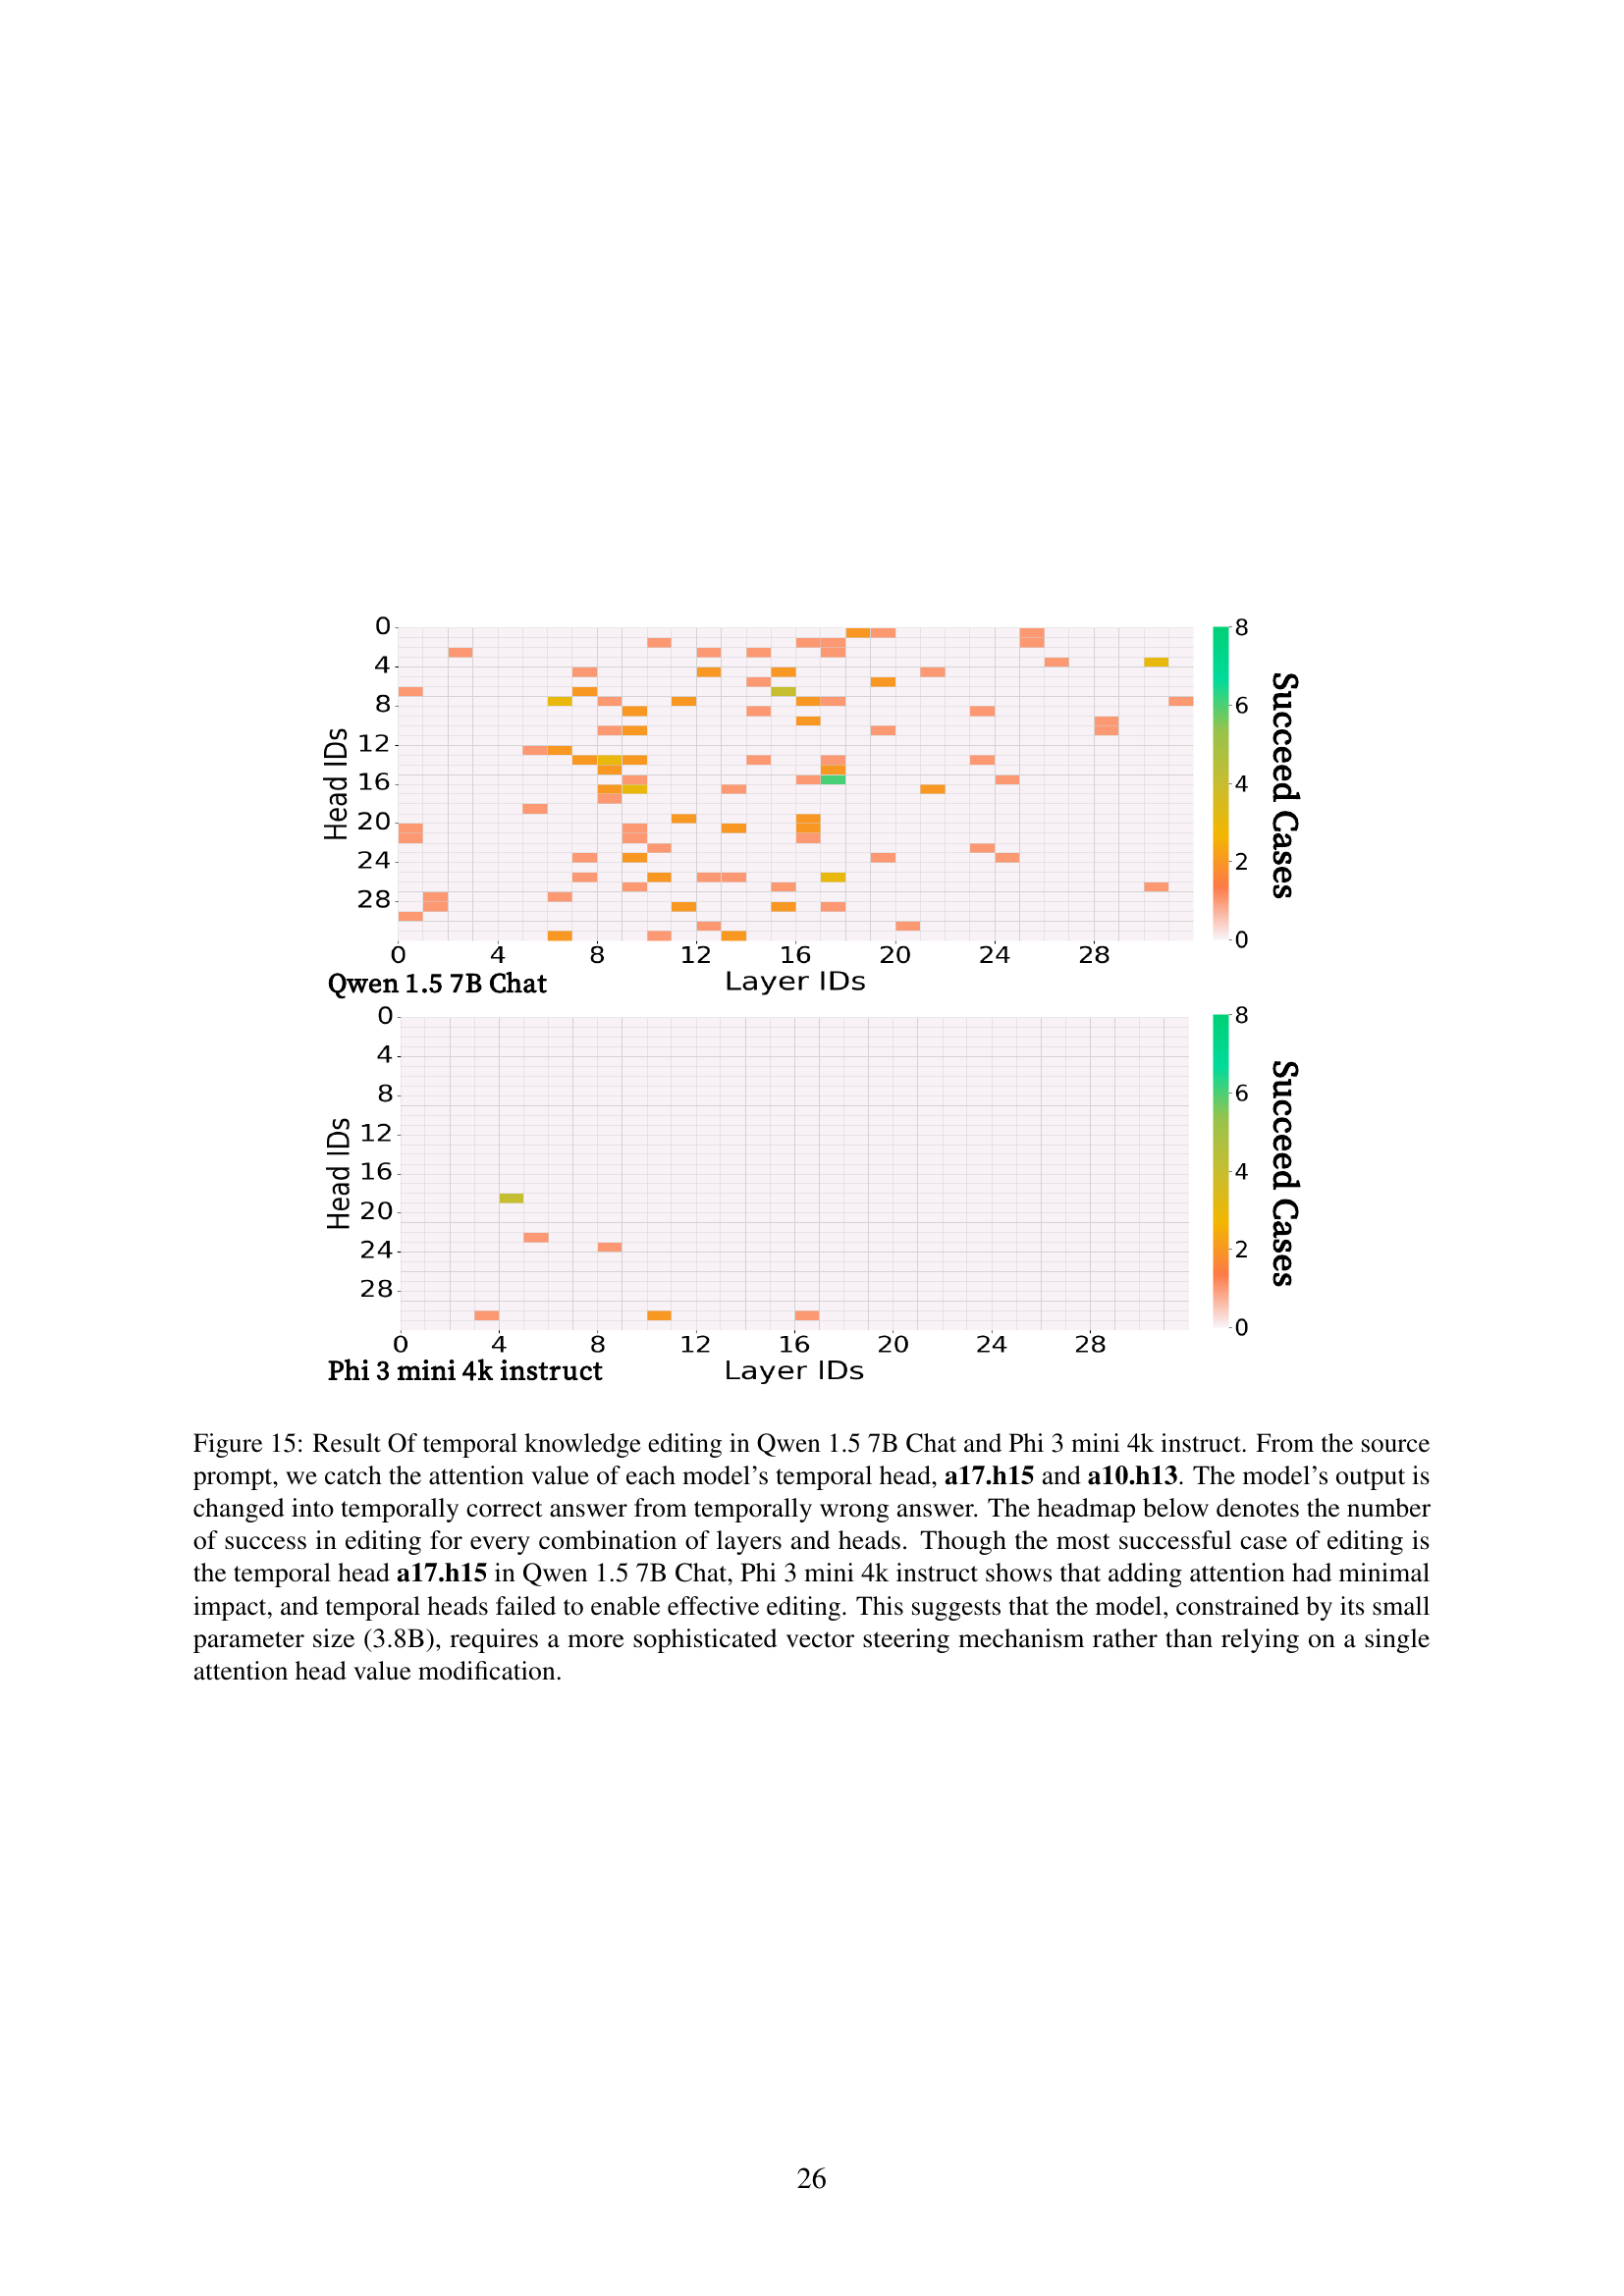 0
4
8
12
16
20
24
28
Head IDs
0 4 8 12 16 20 24 28
Layer IDs
Qwen 1.5 7B Chat
8
6
4
2
0
Succeed Cases
0
4
8
12
16
20
24
28
Head IDs
0 4 8 12 16 20 24 28
Layer IDs
Phi 3 mini 4k instruct
8
6
4
2
0
Succeed Cases
Figure 15: Result Of temporal knowledge editing in Qwen 1.5 7B Chat and Phi 3 mini 4k instruct. From the source
prompt, we catch the attention value of each model’s temporal head, a17.h15 and a10.h13. The model’s output is
changed into temporally correct answer from temporally wrong answer. The headmap below denotes the number
of success in editing for every combination of layers and heads. Though the most successful case of editing is
the temporal head a17.h15 in Qwen 1.5 7B Chat, Phi 3 mini 4k instruct shows that adding attention had minimal
impact, and temporal heads failed to enable effective editing. This suggests that the model, constrained by its small
parameter size (3.8B), requires a more sophisticated vector steering mechanism rather than relying on a single
attention head value modification.
26